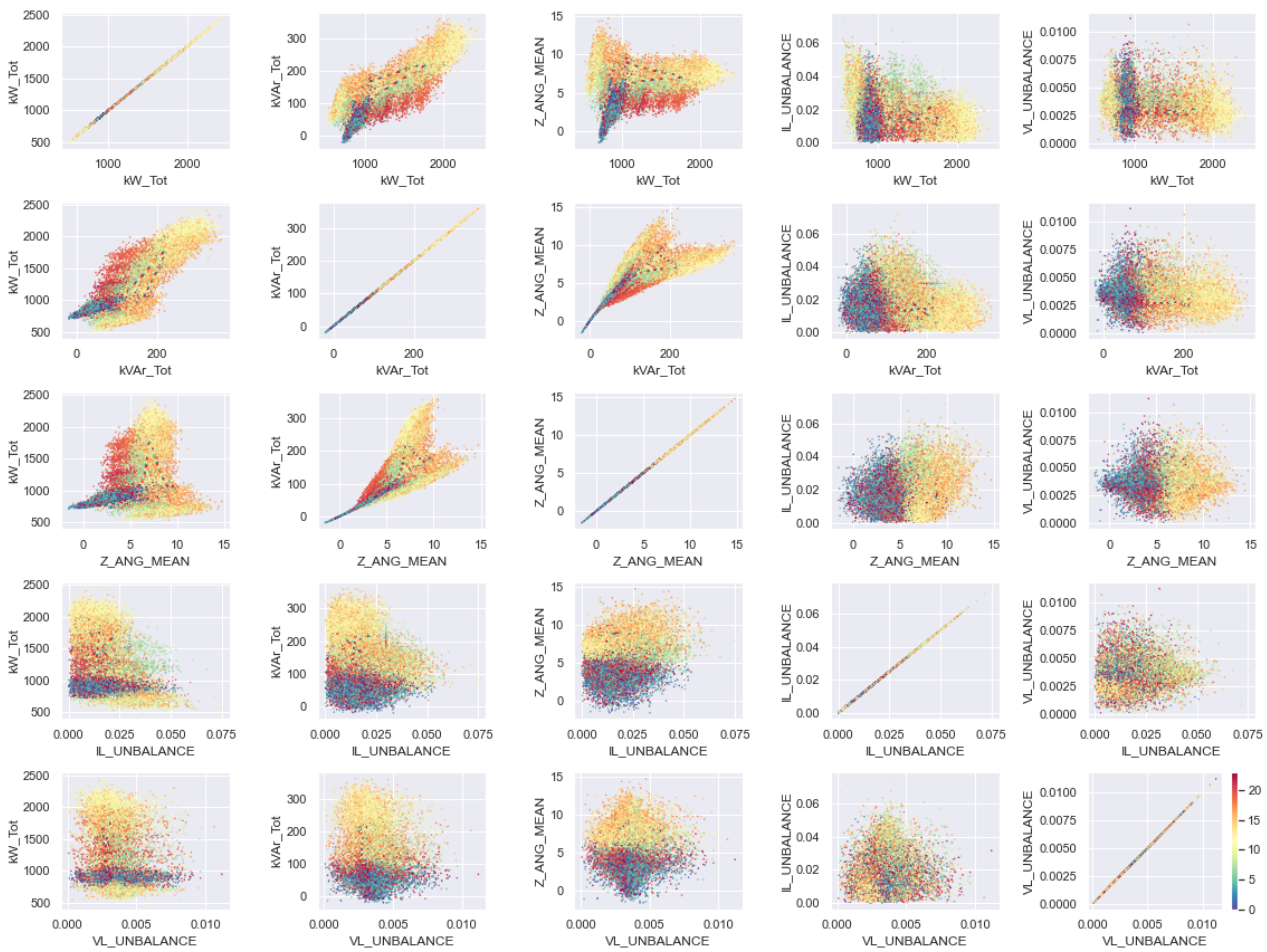 kW_Tot 2500 2000 1500 1000 500 1000 2000 kW_Tot
kVAr_Tot 300 200 100 0 1000 2000 kW_Tot
Z_ANG_MEAN 15 10 5 0 1000 2000 kW_Tot
IL_UNBALANCE 0.06 0.04 0.02 0.00 1000 2000 kW_Tot
VL_UNBALANCE 0.0100 0.0075 0.0050 0.0025 0.0000 1000 2000 kW_Tot
kW_Tot 2500 2000 1500 1000 500 0 200 kVAr_Tot
kVAr_Tot 300 200 100 0 0 200 kVAr_Tot
Z_ANG_MEAN 15 10 5 0 0 200 kVAr_Tot
IL_UNBALANCE 0.06 0.04 0.02 0.00 0 200 kVAr_Tot
VL_UNBALANCE 0.0100 0.0075 0.0050 0.0025 0.0000 0 200 kVAr_Tot
kW_Tot 2500 2000 1500 1000 500 0 5 10 15 Z_ANG_MEAN
kVAr_Tot 300 200 100 0 0 5 10 15 Z_ANG_MEAN
Z_ANG_MEAN 15 10 5 0 0 5 10 15 Z_ANG_MEAN
IL_UNBALANCE 0.06 0.04 0.02 0.00 0 5 10 15 Z_ANG_MEAN
VL_UNBALANCE 0.0100 0.0075 0.0050 0.0025 0.0000 0 5 10 15 Z_ANG_MEAN
kW_Tot 2500 2000 1500 1000 500 0.000 0.025 0.050 0.075 IL_UNBALANCE
kVAr_Tot 300 200 100 0 0.000 0.025 0.050 0.075 IL_UNBALANCE
Z_ANG_MEAN 15 10 5 0 0.000 0.025 0.050 0.075 IL_UNBALANCE
IL_UNBALANCE 0.06 0.04 0.02 0.00 0.000 0.025 0.050 0.075 IL_UNBALANCE
VL_UNBALANCE 0.0100 0.0075 0.0050 0.0025 0.0000 0.000 0.025 0.050 0.075 IL_UNBALANCE
kW_Tot 2500 2000 1500 1000 500 0.000 0.005 0.010 VL_UNBALANCE
kVAr_Tot 300 200 100 0 0.000 0.005 0.010 VL_UNBALANCE
Z_ANG_MEAN 15 10 5 0 0.000 0.005 0.010 VL_UNBALANCE
IL_UNBALANCE 0.06 0.04 0.02 0.00 0.000 0.005 0.010 VL_UNBALANCE
VL_UNBALANCE 0.0100 0.0075 0.0050 0.0025 0.0000 0.000 0.005 0.010 VL_UNBALANCE
20 15 10 5 0